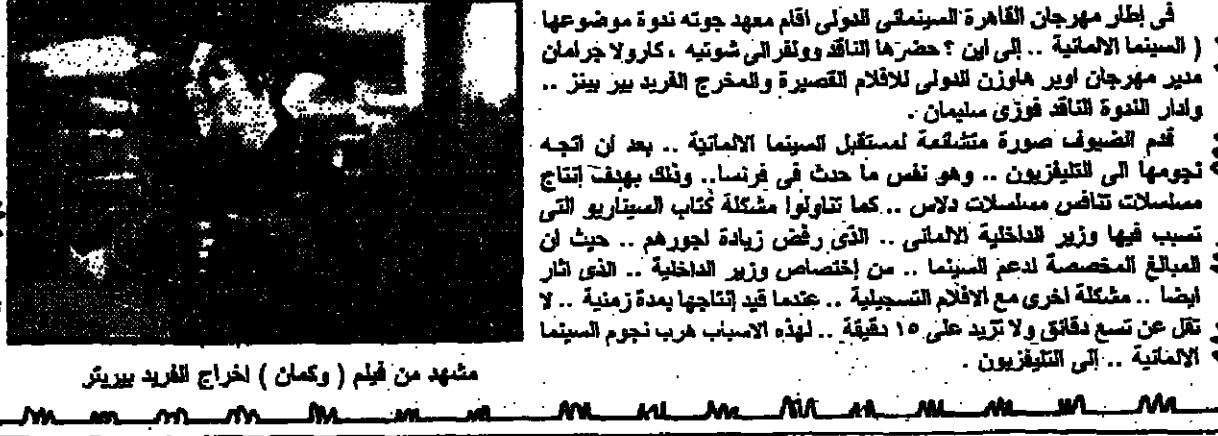 فى إطار مهرجان القاهرة السينمائى الدولى اقام معهد جوته ندوة موضوعها
( السينما الالمانية .. إلى اين ؟ حضرها الناقد وولفرالى شوتيه ، كارولا جرامان
مدير مهرجان اوبر هاوزن الدولى للافلام القصيرة والمخرج الفريد بير بينز ..
وادار الندوة الناقد فوزى سليمان .
قدم الضيوف صورة متشائمة لمستقبل السينما الالمانية .. بعد ان اتجه
نجومها الى التليفزيون .. وهو نفس ما حدث فى فرنسا.. وذلك بهدف إنتاج
مسلسلات تنافس مسلسلات دلاس .. كما تناولوا مشكلة كتاب السيناريو التى
تسبب فيها وزير الداخلية الالمانى .. الذى رفض زيادة اجورهم .. حيث ان
المبالغ المخصصة لدعم السينما .. من إختصاص وزير الداخلية .. الذى اثار
ايضا .. مشكلة اخرى مع الافلام التسجيلية .. عندما قيد إنتاجها بمدة زمنية .. لا
تقل عن تسع دقائق ولا تزيد على ١٥ دقيقة .. لهذه الاسباب هرب نجوم السينما
الالمانية .. إلى التليفزيون .
مشهد من فيلم ( وكمان ) اخراج الفريد بيريتر